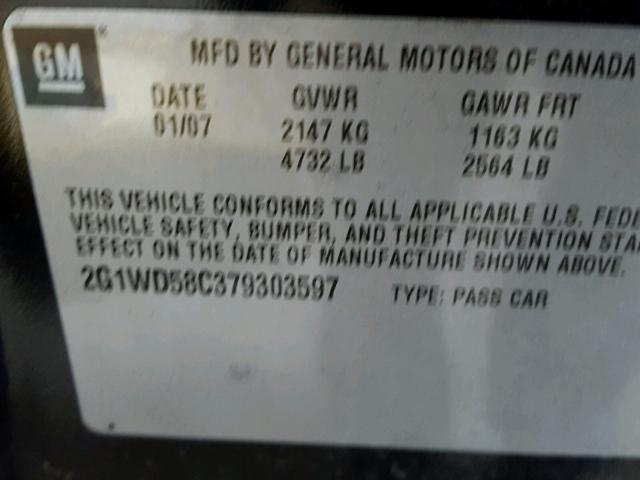 GM
MFD BY GENERAL MOTORS OF CANADA
DATE GVWR GAWR FRT
01/07 2147 KG 1163 KG
4732 LB 2564 LB
THIS VEHICLE CONFORMS TO ALL APPLICABLE U.S. FEDE
VEHICLE SAFETY, BUMPER, AND THEFT PREVENTION STA
EFFECT ON THE DATE OF MANUFACTURE SHOWN ABOVE.
2G1WD58C379303597 TYPE: PASS CAR